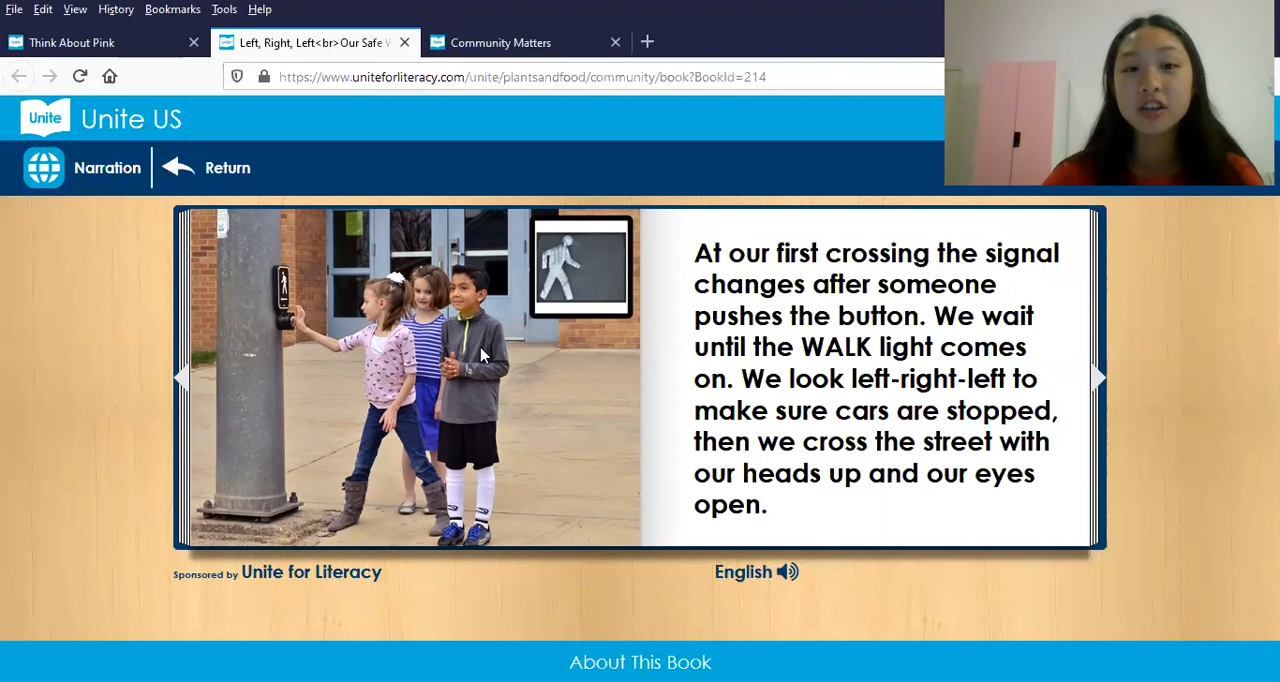 File Edit View History Bookmarks Tools Help
Think About Pink
Left, Right, Left<br>Our Safe W
Community Matters
https://www.uniteforliteracy.com/unite/plantsandfood/community/book?BookId=214
Unite
Unite US
Narration
Return
At our first crossing the signal
changes after someone
pushes the button. We wait
until the WALK light comes
on. We look left-right-left to
make sure cars are stopped,
then we cross the street with
our heads up and our eyes
open.
Sponsored by Unite for Literacy
English
About This Book